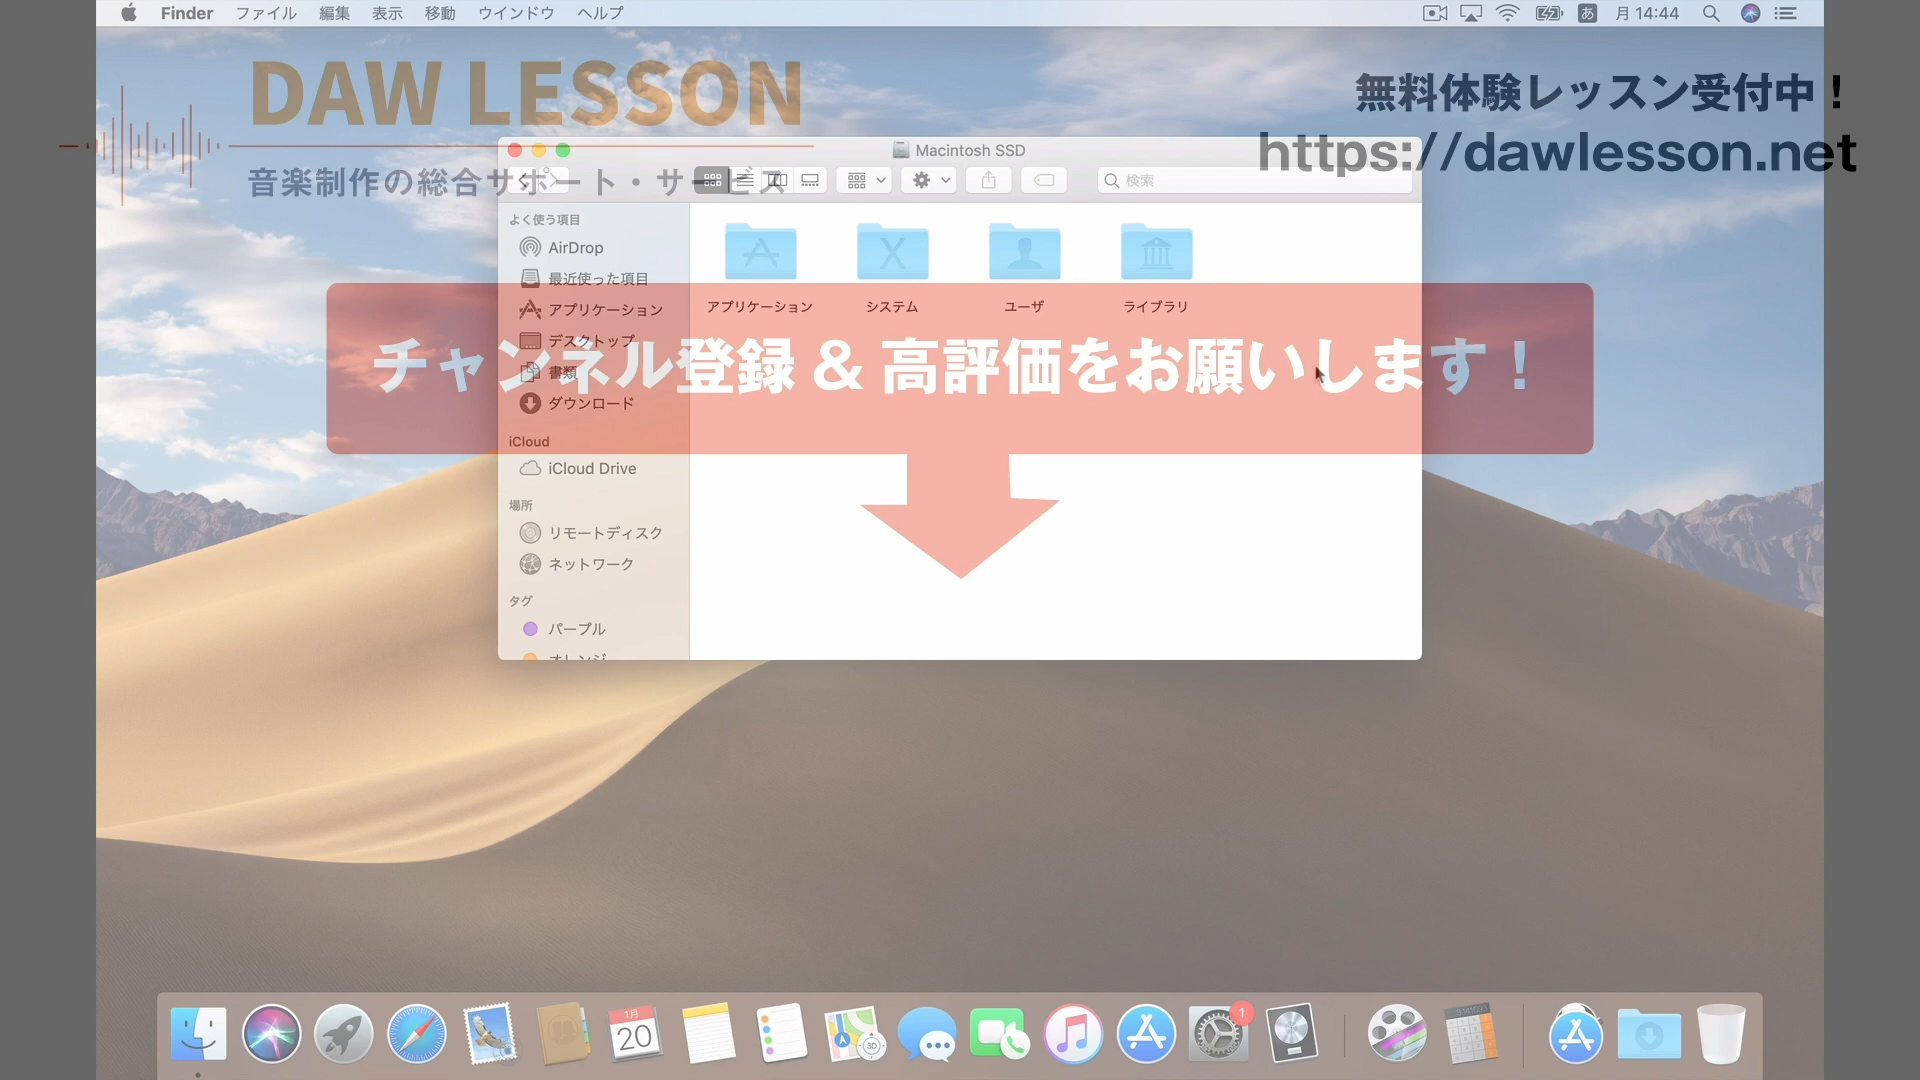 Finder ファイル 編集 表示 移動 ウインドウ ヘルプ
あ 月 14:44
DAW LESSON
音楽制作の総合サポート・サービス
無料体験レッスン受付中！
https://dawlesson.net
Macintosh SSD
検索
よく使う項目
AirDrop
最近使った項目
アプリケーション
デスクトップ
書類
ダウンロード
iCloud
iCloud Drive
場所
リモートディスク
ネットワーク
タグ
パープル
オレンジ
アプリケーション
システム
ユーザ
ライブラリ
チャンネル登録 & 高評価をお願いします！
1月
20
3D
1